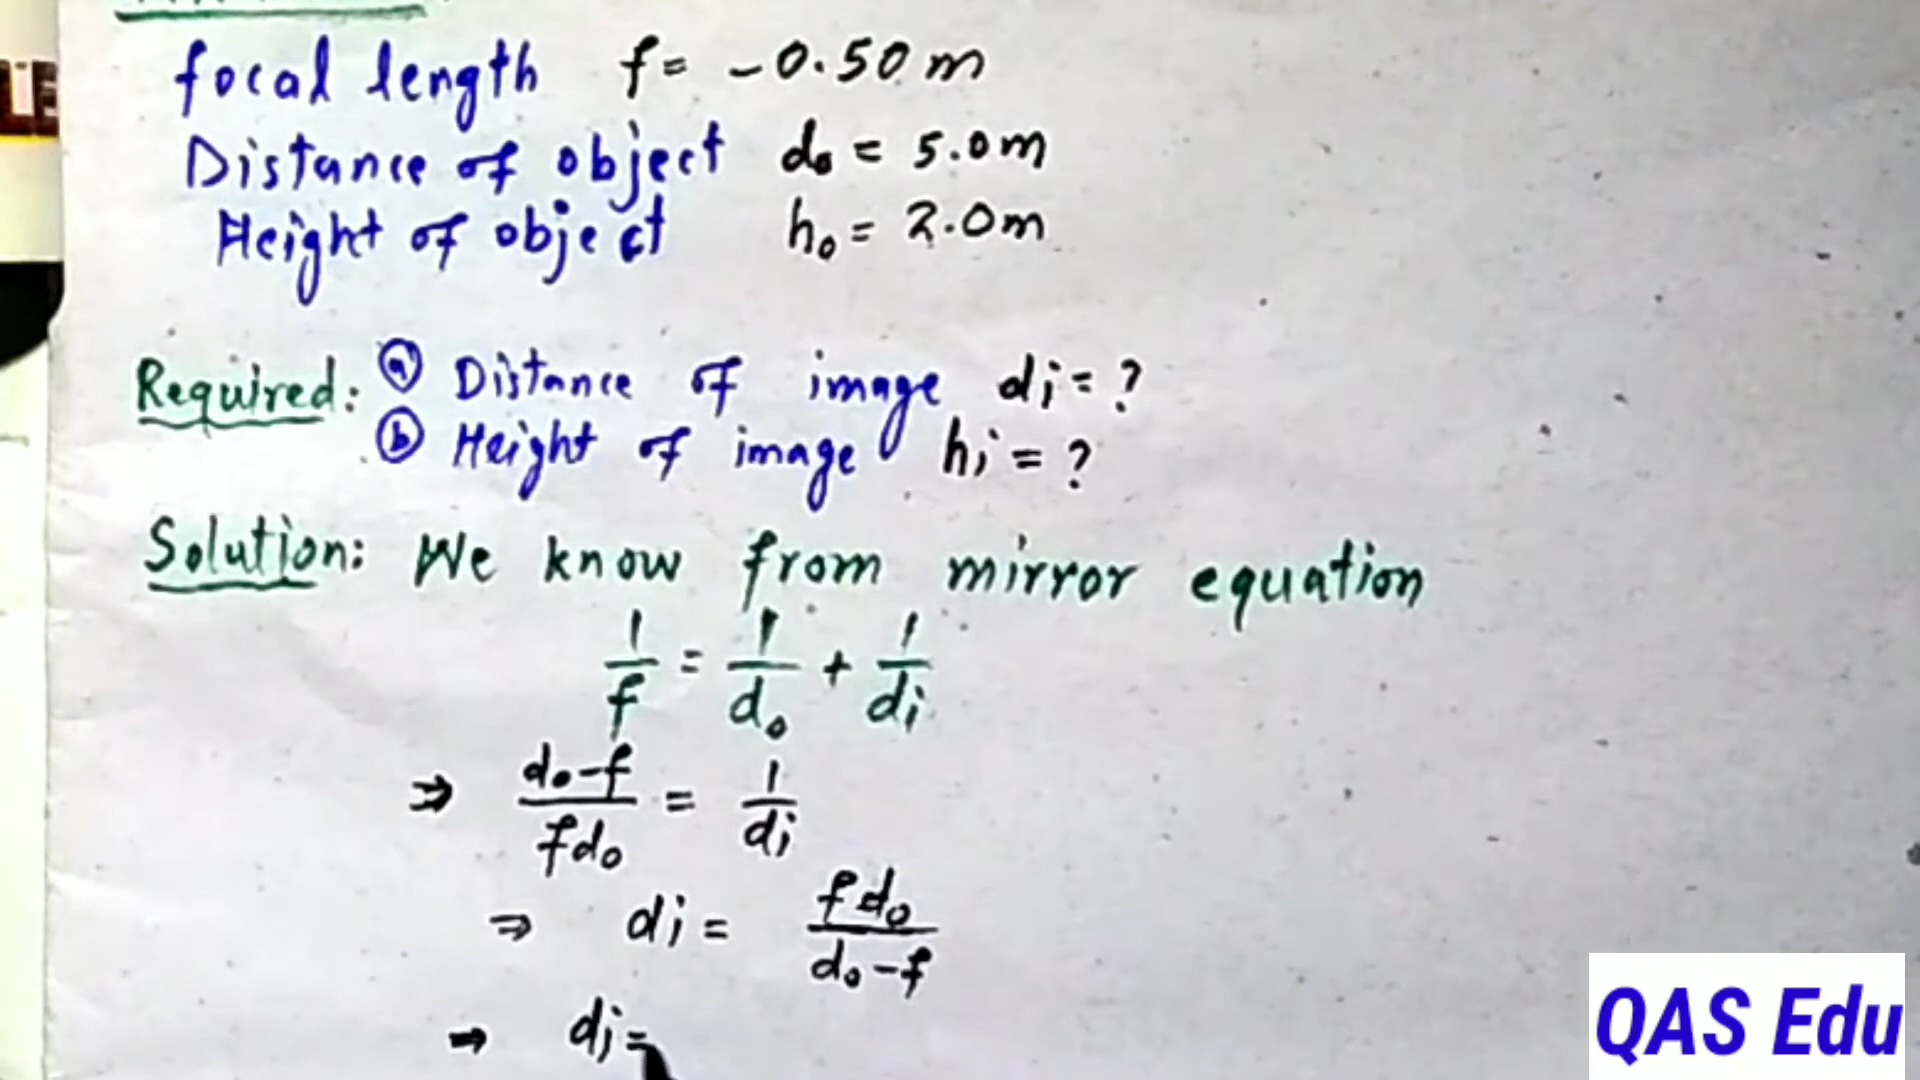 TE
focal length f = -0.50 m
Distance of object do = 5.0m
Height of object ho = 2.0m
Required: (a) Distance of image di = ?
(b) Height of image hi = ?
Solution: We know from mirror equation
1/f = 1/do + 1/di
⇒ do-f/fdo = 1/di
⇒ di = fdo/do-f
⇒ di =
QAS Edu